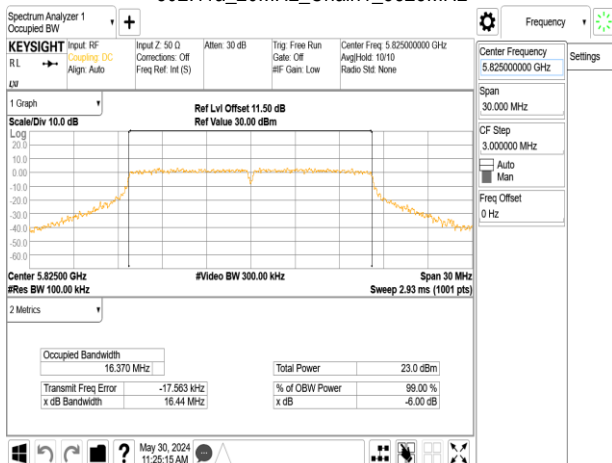 Spectrum Analyzer 1
Occupied BW
Frequency
KEYSIGHT
Input: RF
Coupling: DC
Align: Auto
Input Z: 50 Ω
Corrections: Off
Freq Ref: Int (S)
Atten: 30 dB
Trig: Free Run
Gate: Off
#IF Gain: Low
Center Freq: 5.825000000 GHz
Avg|Hold: 10/10
Radio Std: None
R L
LXI
Center Frequency
5.825000000 GHz
Settings
Span
30.000 MHz
CF Step
3.000000 MHz
Auto
Man
Freq Offset
0 Hz
1 Graph
Scale/Div 10.0 dB
Ref Lvl Offset 11.50 dB
Ref Value 30.00 dBm
Log
20.0
10.0
0.00
-10.0
-20.0
-30.0
-40.0
-50.0
-60.0
Center 5.82500 GHz
#Res BW 100.00 kHz
#Video BW 300.00 kHz
Span 30 MHz
Sweep 2.93 ms (1001 pts)
2 Metrics
Occupied Bandwidth
16.370 MHz
Total Power 23.0 dBm
Transmit Freq Error -17.563 kHz
% of OBW Power 99.00 %
x dB Bandwidth 16.44 MHz
x dB -6.00 dB
May 30, 2024
11:25:15 AM